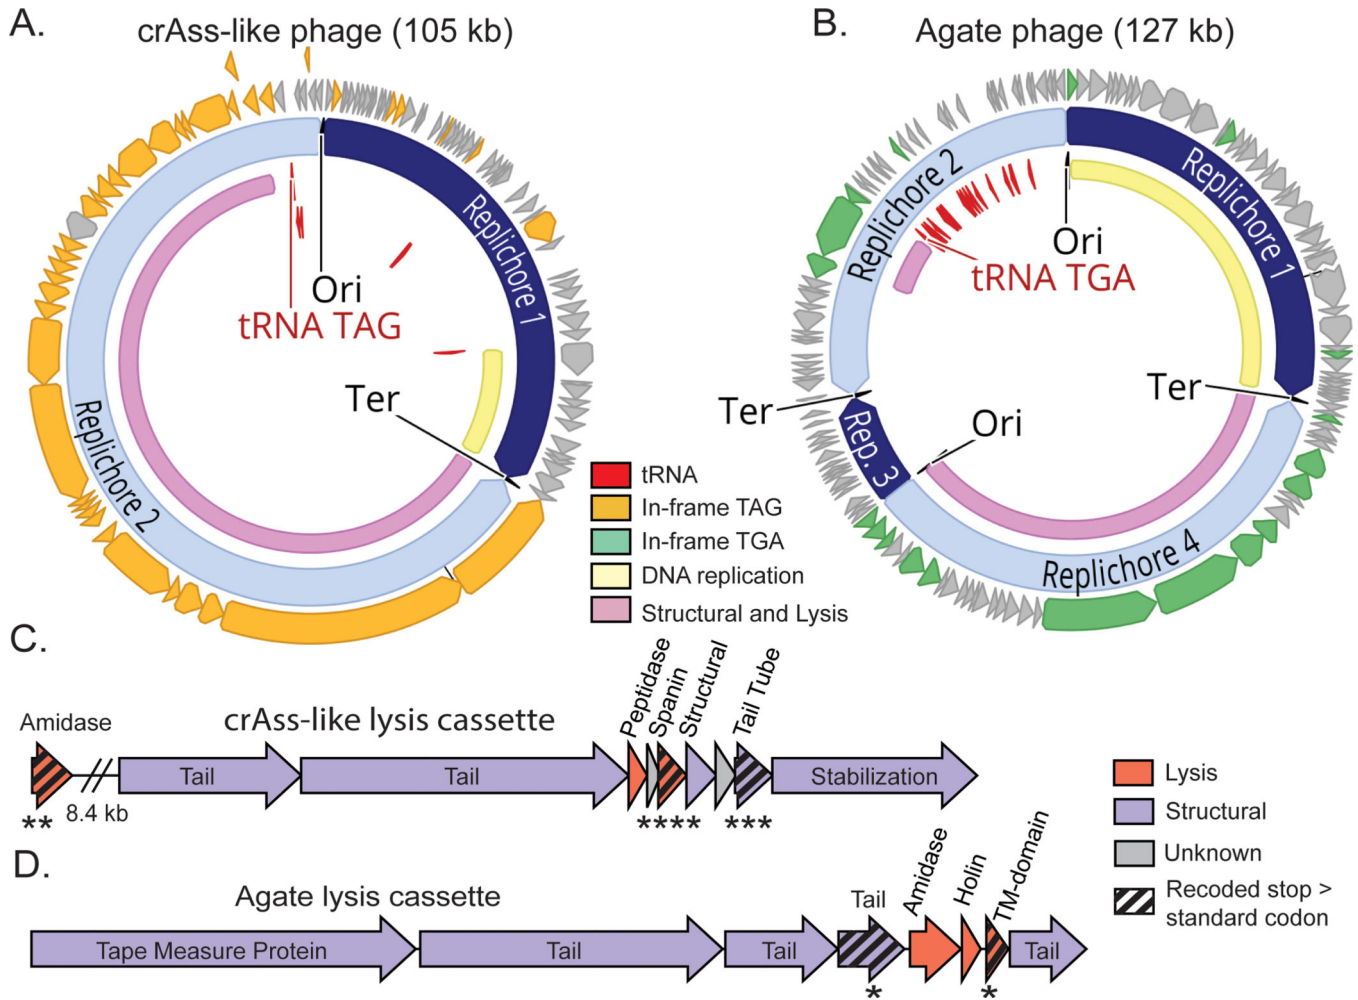 A.
crAss-like phage (105 kb)
Replichore 1
Ori
tRNA TAG
Ter
Replichore 2
B.
Agate phage (127 kb)
Replichore 2
Replichore 1
Ori
tRNA TGA
Ter
Ter
Ori
Rep. 3
Replichore 4
tRNA
In-frame TAG
In-frame TGA
DNA replication
Structural and Lysis
C.
Amidase
crAss-like lysis cassette
Peptidase
Spanin
Structural
Tail Tube
Tail
Tail
Stabilization
8.4 kb
**
****
***
Lysis
Structural
Unknown
Recoded stop >
standard codon
D.
Agate lysis cassette
Tail
Amidase
Holin
TM-domain
Tape Measure Protein
Tail
Tail
Tail
*
*